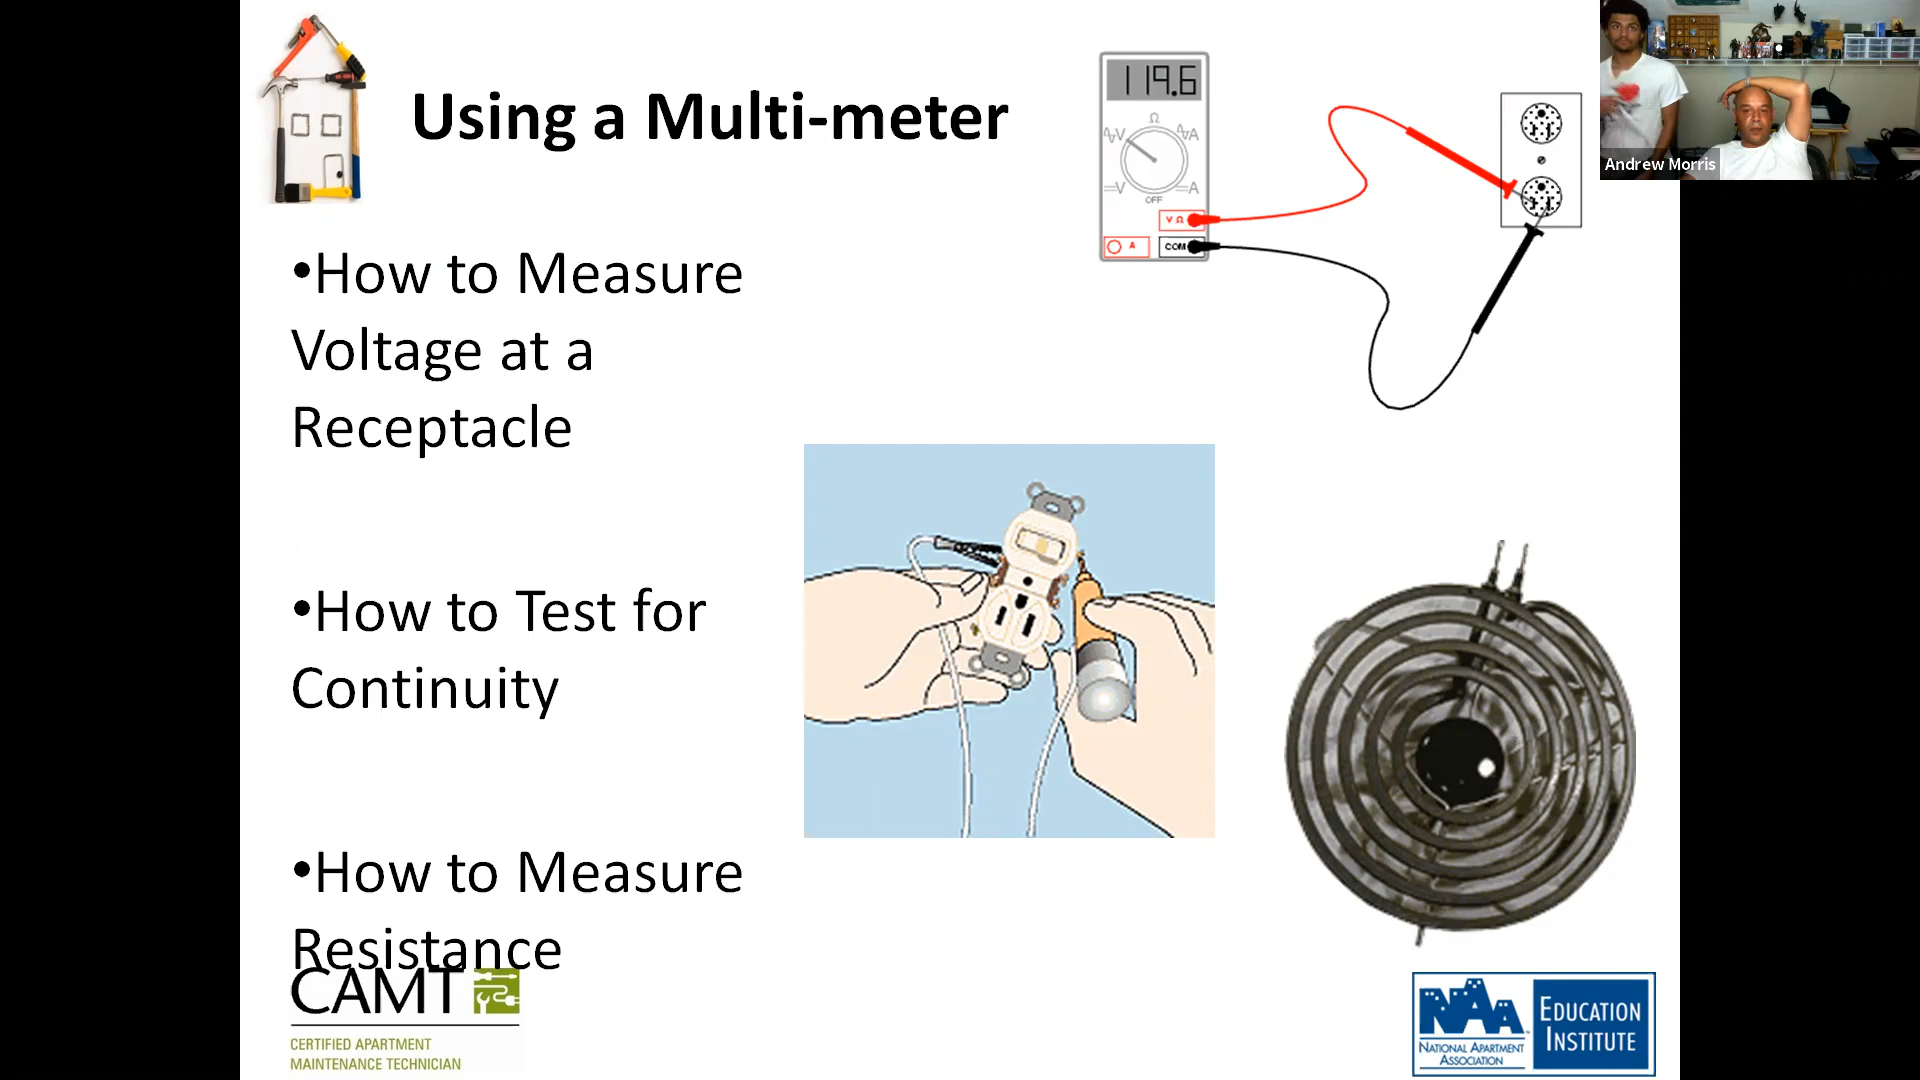 Using a Multi-meter
119.6
Ω
V
A
V
A
OFF
V Ω
A
COM
Andrew Morris
•How to Measure
Voltage at a
Receptacle
•How to Test for
Continuity
•How to Measure
Resistance
CAMT
CERTIFIED APARTMENT
MAINTENANCE TECHNICIAN
NAA
NATIONAL APARTMENT
ASSOCIATION
EDUCATION
INSTITUTE